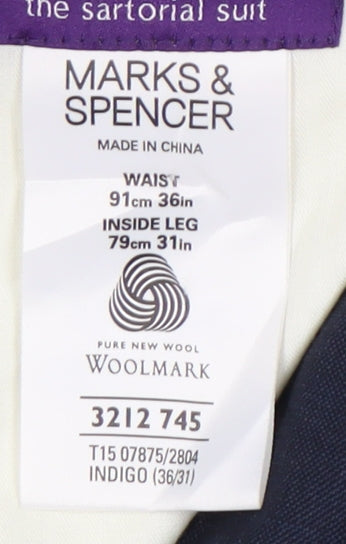 the sartorial suit
MARKS &
SPENCER
MADE IN CHINA
WAIST
91cm 36in
INSIDE LEG
79cm 31in
PURE NEW WOOL
WOOLMARK
3212 745
T15 07875/2804
INDIGO (36/31)